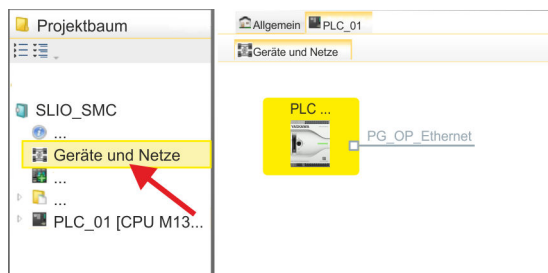 Projektbaum
SLIO_SMC
...
Geräte und Netze
...
...
PLC_01 [CPU M13...
Allgemein PLC_01
Geräte und Netze
PLC ...
PG_OP_Ethernet